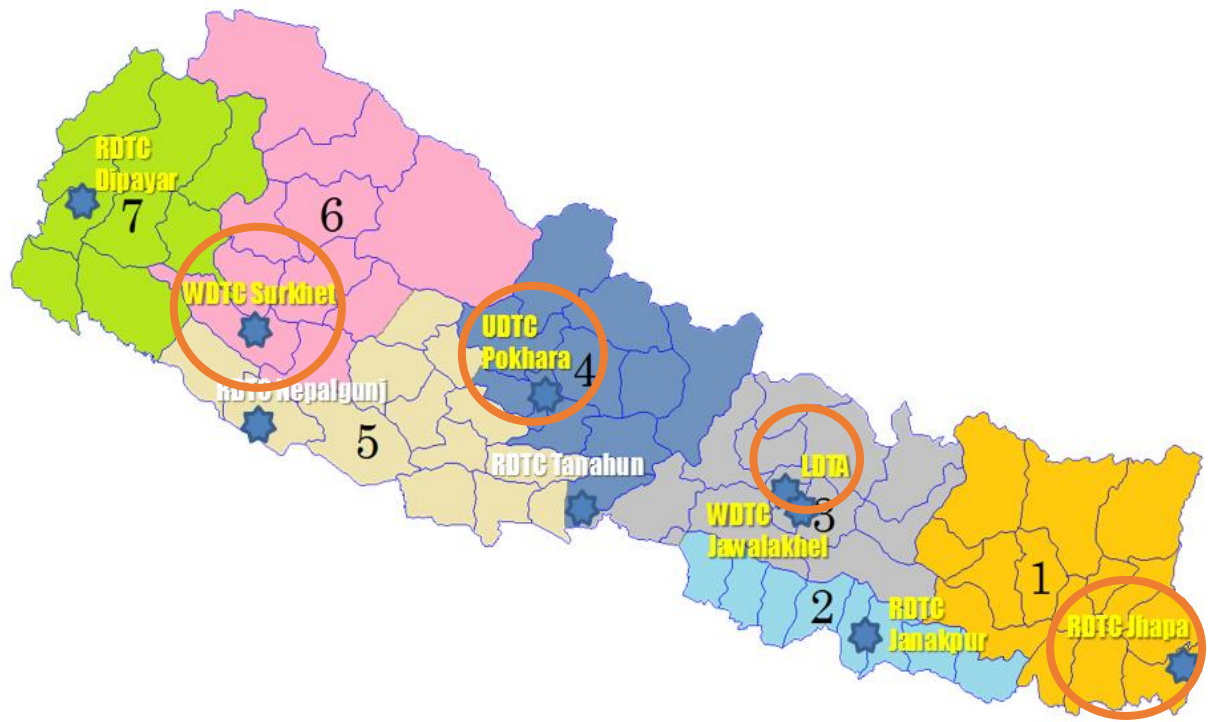 RDTC
Dipayar
7
6
WDTC Surkhet
UDTC
Pokhara
4
RDTC Nepalgunj
5
RDTC Tanahun
LDTA
WDTC
Jawalakhel
3
1
2
RDTC
Janakpur
RDTC Jhapa